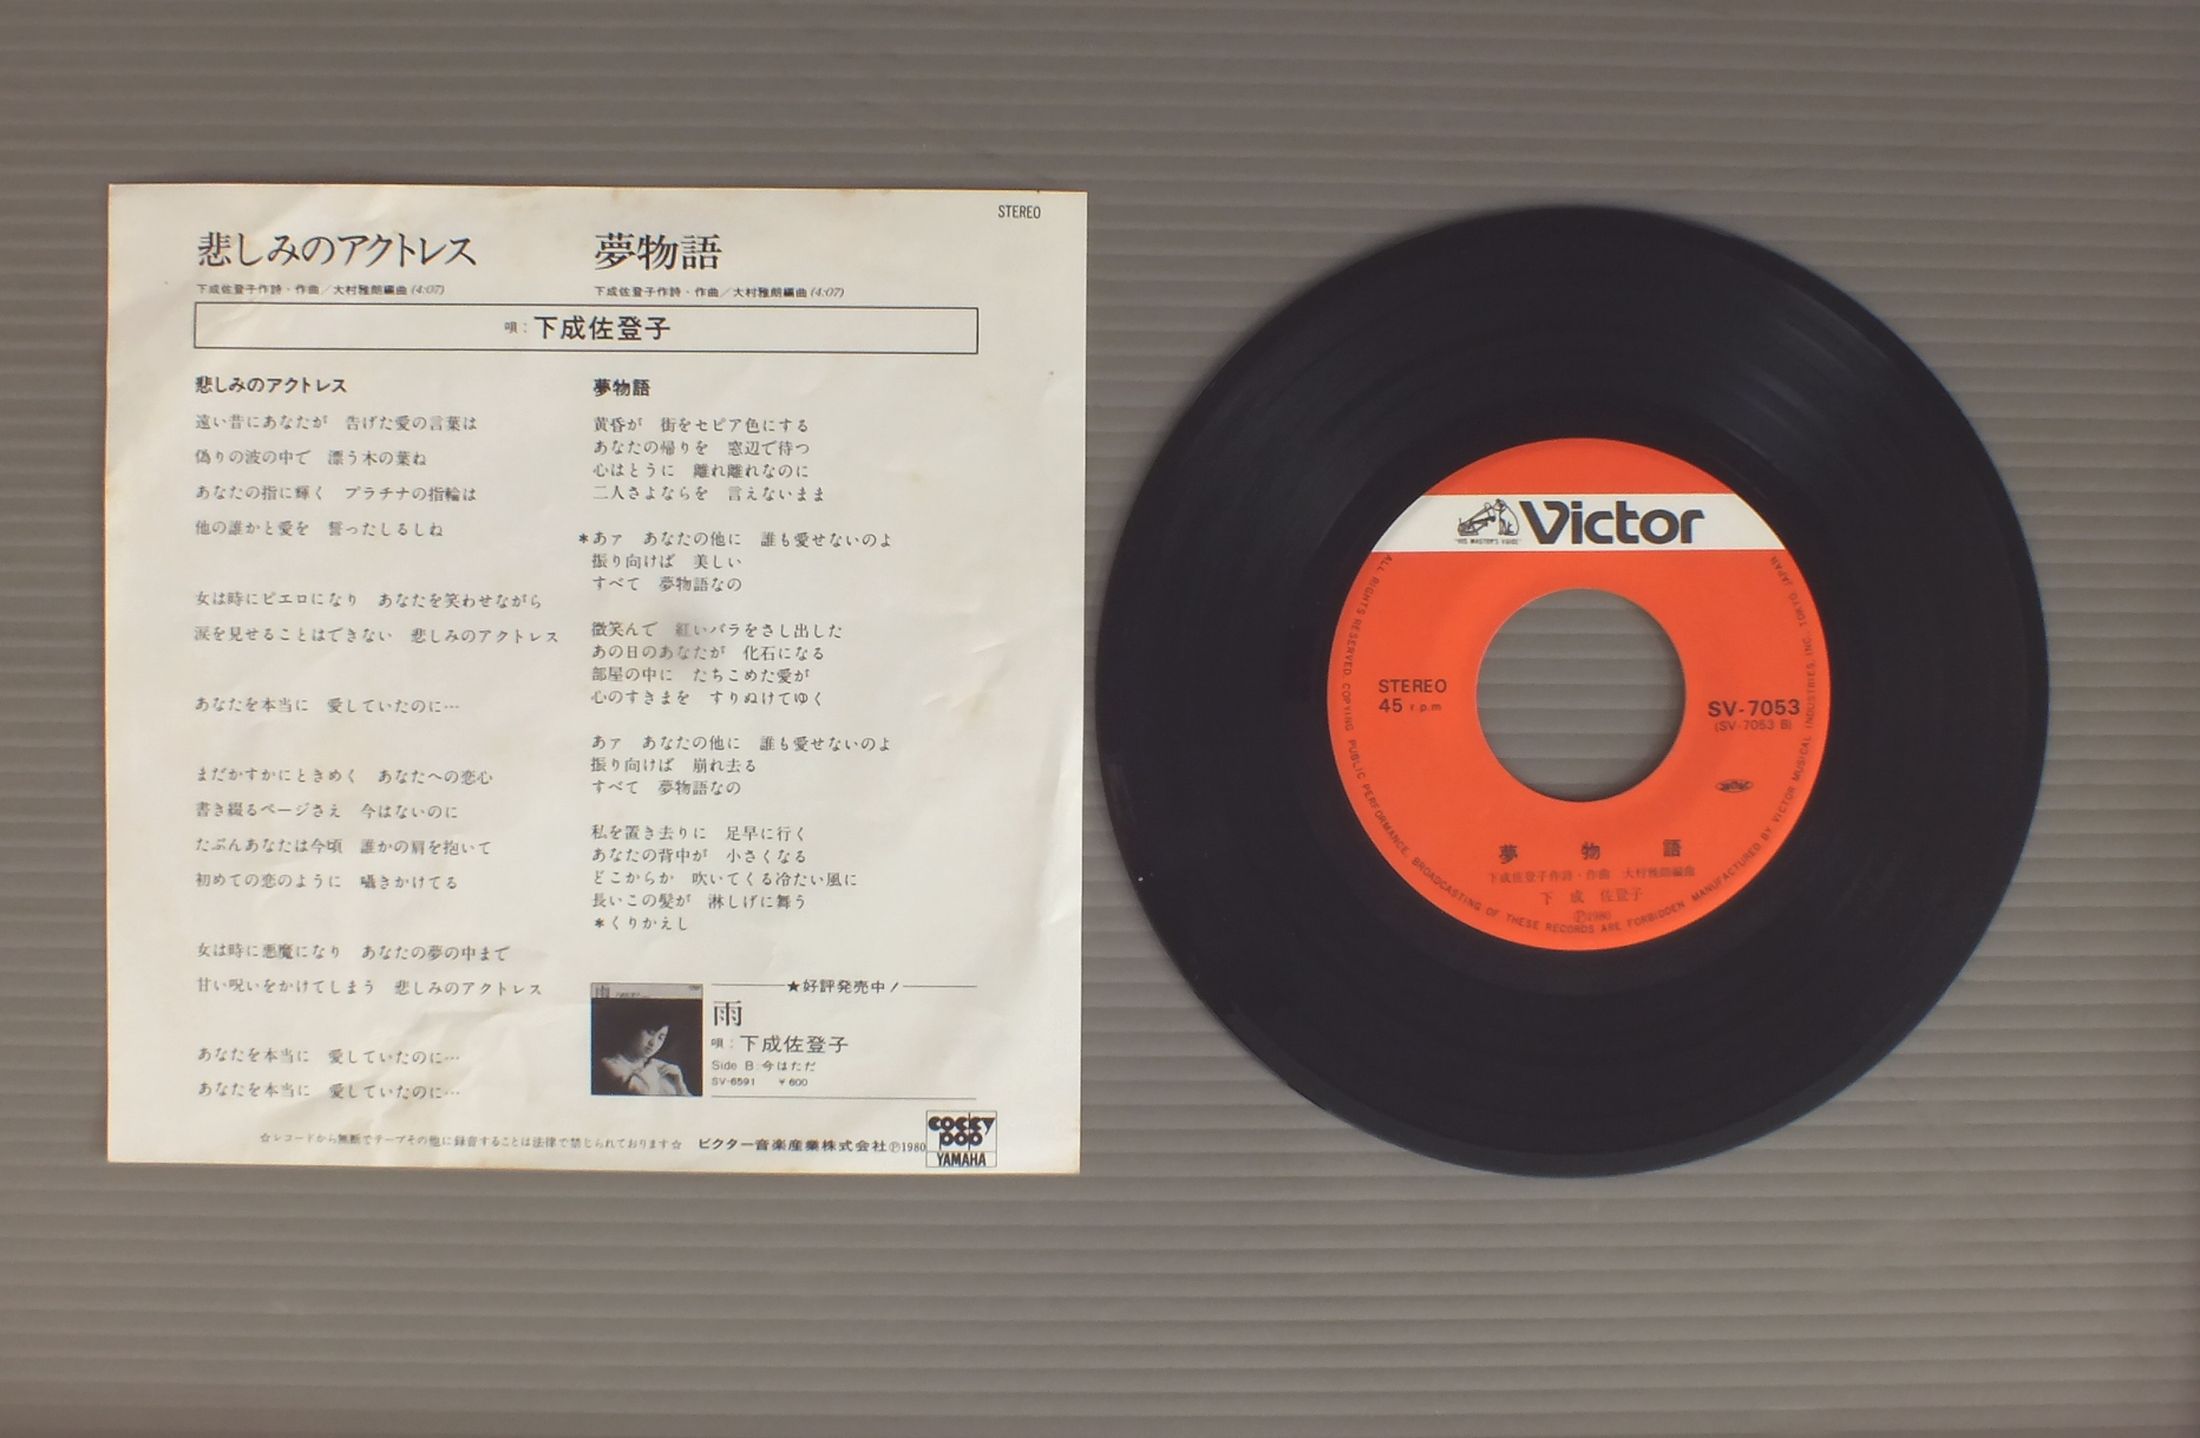 STEREO
悲しみのアクトレス
下成佐登子作詩・作曲/大村雅朗編曲(4:07)
夢物語
下成佐登子作詩・作曲/大村雅朗編曲(4:07)
唄:下成佐登子
悲しみのアクトレス
遠い昔にあなたが　告げた愛の言葉は
偽りの波の中で　漂う木の葉ね
あなたの指に輝く　プラチナの指輪は
他の誰かと愛を　誓ったしるしね
女は時にピエロになり　あなたを笑わせながら
涙を見せることはできない　悲しみのアクトレス
あなたを本当に　愛していたのに…
まだかすかにときめく　あなたへの恋心
書き綴るページさえ　今はないのに
たぶんあなたは今頃　誰かの肩を抱いて
初めての恋のように　囁きかけてる
女は時に悪魔になり　あなたの夢の中まで
甘い呪いをかけてしまう　悲しみのアクトレス
あなたを本当に　愛していたのに…
あなたを本当に　愛していたのに…
夢物語
黄昏が　街をセピア色にする
あなたの帰りを　窓辺で待つ
心はとうに　離れ離れなのに
二人さよならを　言えないまま
*あァ　あなたの他に　誰も愛せないのよ
振り向けば　美しい
すべて　夢物語なの
微笑んで　紅いバラをさし出した
あの日のあなたが　化石になる
部屋の中に　たちこめた愛が
心のすきまを　すりぬけてゆく
あァ　あなたの他に　誰も愛せないのよ
振り向けば　崩れ去る
すべて　夢物語なの
私を置き去りに　足早に行く
あなたの背中が　小さくなる
どこからか　吹いてくる冷たい風に
長いこの髪が　淋しげに舞う
*くりかえし
★好評発売中!
雨
唄:下成佐登子
Side B:今はただ
SV-6591　¥600
☆レコードから無断でテープその他に録音することは法律で禁じられております☆　ビクター音楽産業株式会社Ⓟ1980
COCKY
POP
YAMAHA
"HIS MASTER'S VOICE"
Victor
STEREO
45 r.p.m
SV-7053
(SV-7053 B)
夢物語
下成佐登子作詩・作曲　大村雅朗編曲
下成佐登子
Ⓟ1980
ALL RIGHTS RESERVED. COPYING, PUBLIC PERFORMANCE, BROADCASTING OF THESE RECORDS ARE FORBIDDEN MANUFACTURED BY VICTOR MUSICAL INDUSTRIES, INC. TOKYO, JAPAN